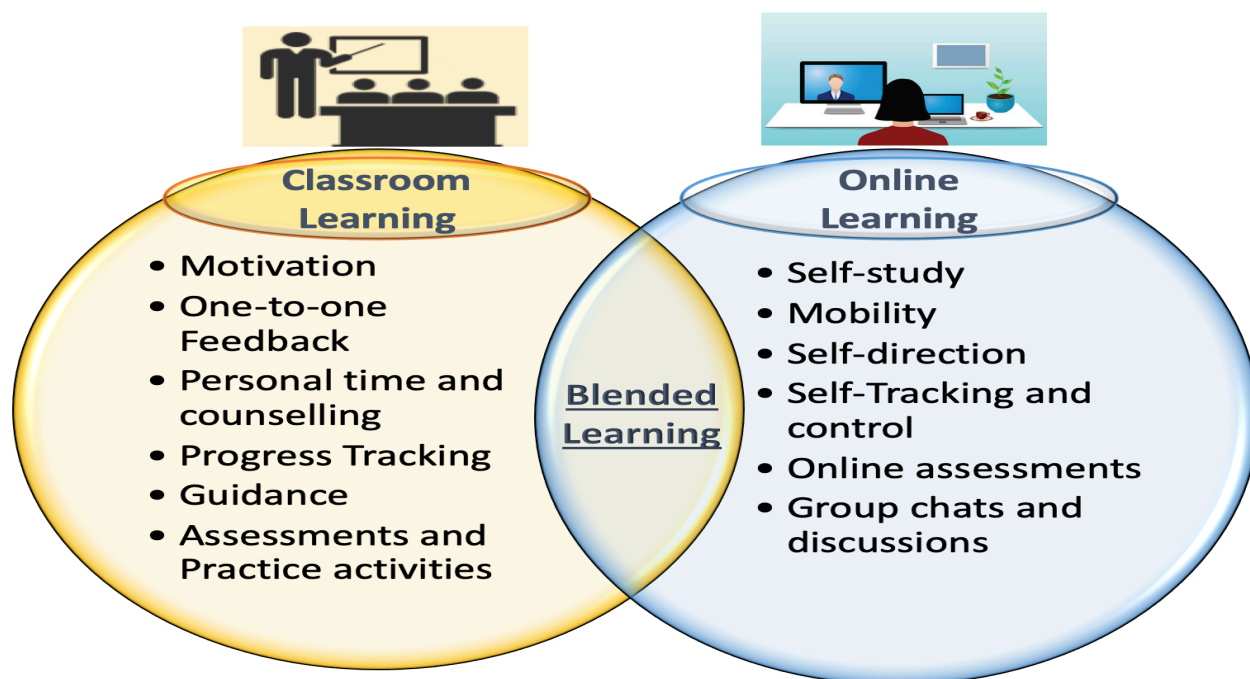 Classroom
Learning
• Motivation
• One-to-one
Feedback
• Personal time and
counselling
• Progress Tracking
• Guidance
• Assessments and
Practice activities
Blended
Learning
Online
Learning
• Self-study
• Mobility
• Self-direction
• Self-Tracking and
control
• Online assessments
• Group chats and
discussions